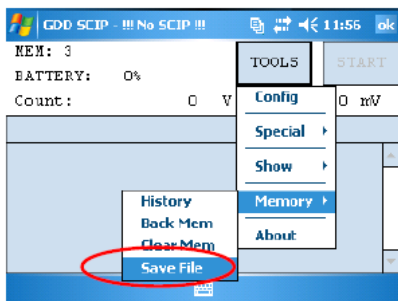 GDD SCIP - !!! No SCIP !!! 11:56 ok
MEM: 3
BATTERY: 0%
TOOLS
START
Count: 0 V 0 mV
Config
Special
Show
Memory
About
History
Back Mem
Clear Mem
Save File